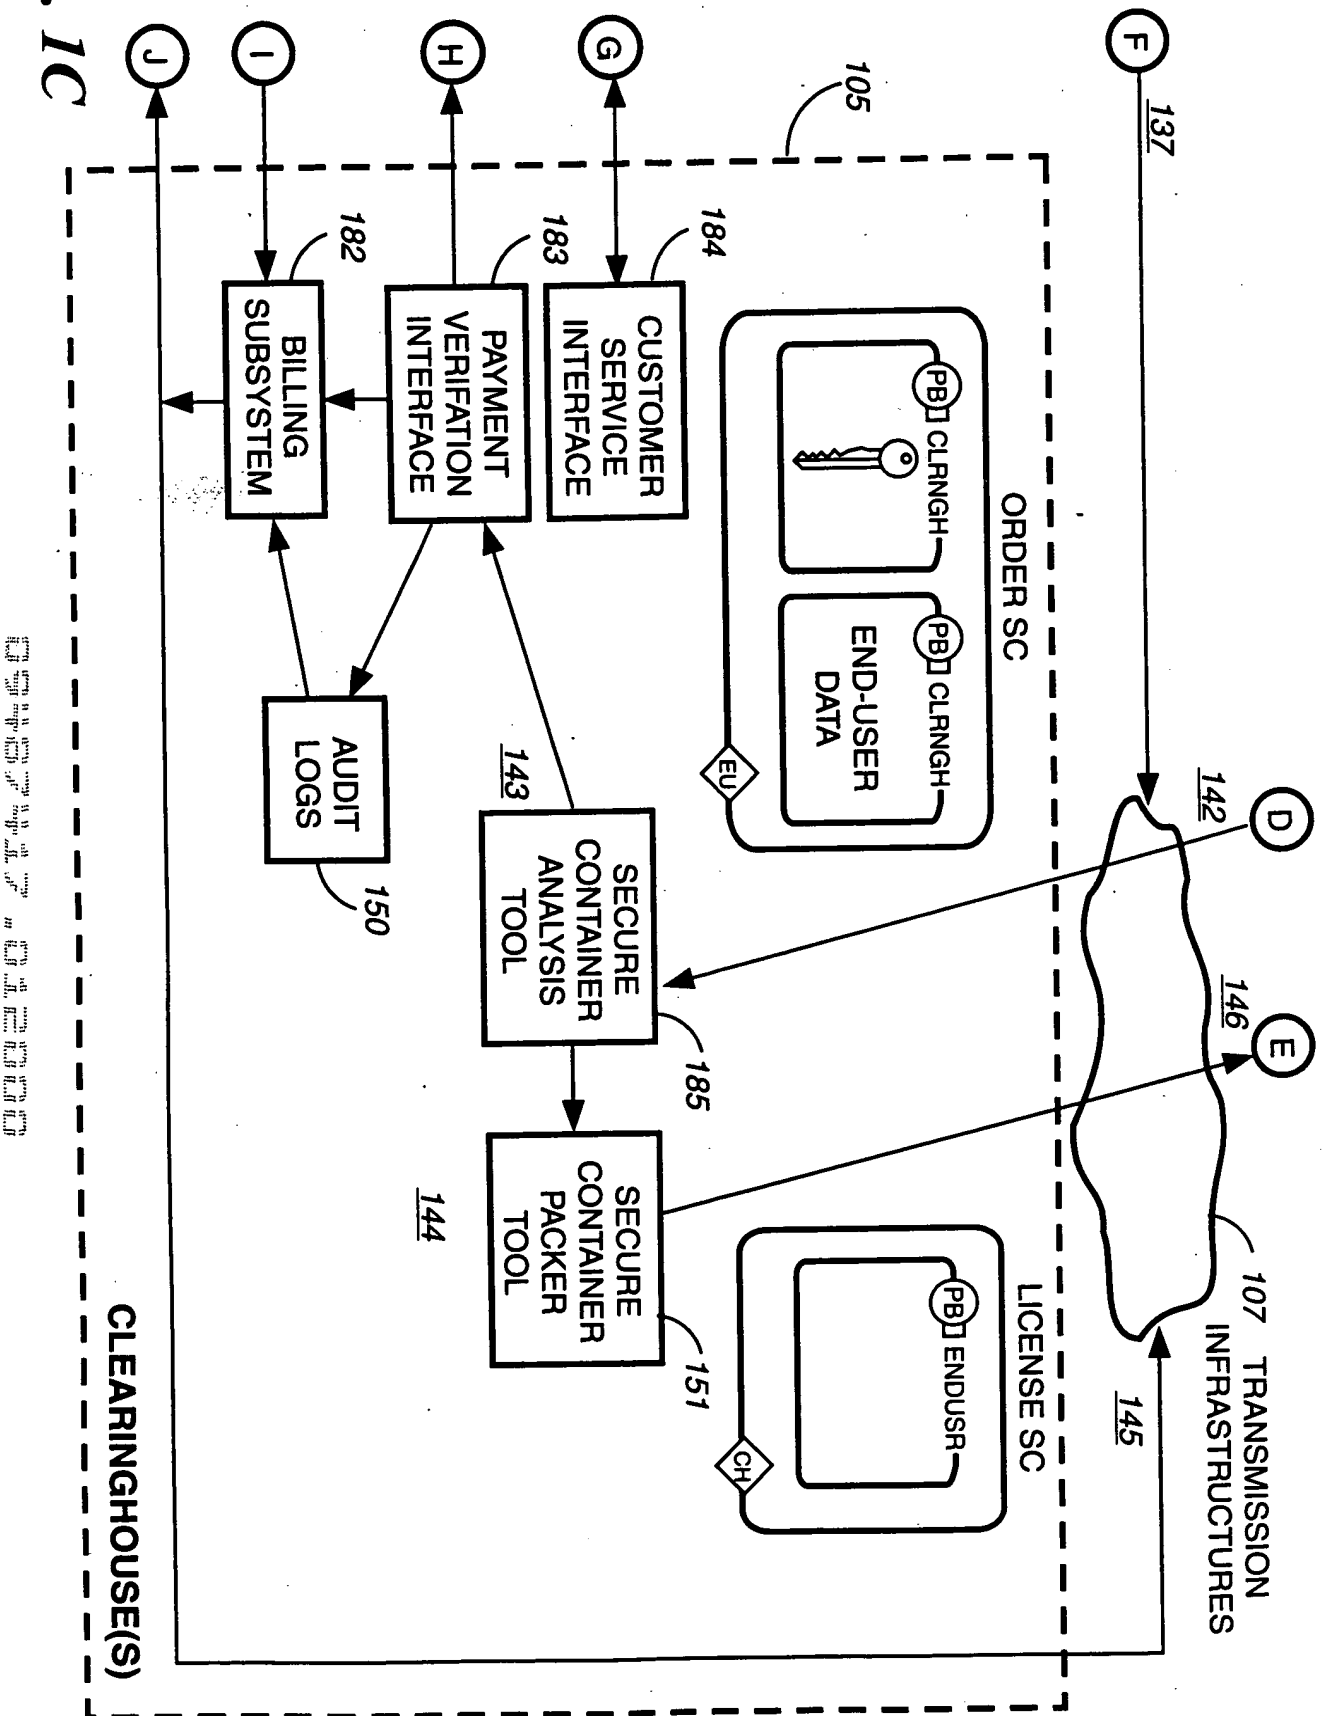 F
137
142
D
146
E
107 TRANSMISSION
INFRASTRUCTURES
145
105
ORDER SC
PB CLRNGH
PB CLRNGH
END-USER
DATA
EU
LICENSE SC
PB ENDUSR
CH
G
184
CUSTOMER
SERVICE
INTERFACE
H
183
PAYMENT
VERIFATION
INTERFACE
143
SECURE
CONTAINER
ANALYSIS
TOOL
185
SECURE
CONTAINER
PACKER
TOOL
151
144
I
182
BILLING
SUBSYSTEM
AUDIT
LOGS
150
J
CLEARINGHOUSE(S)
. 1C